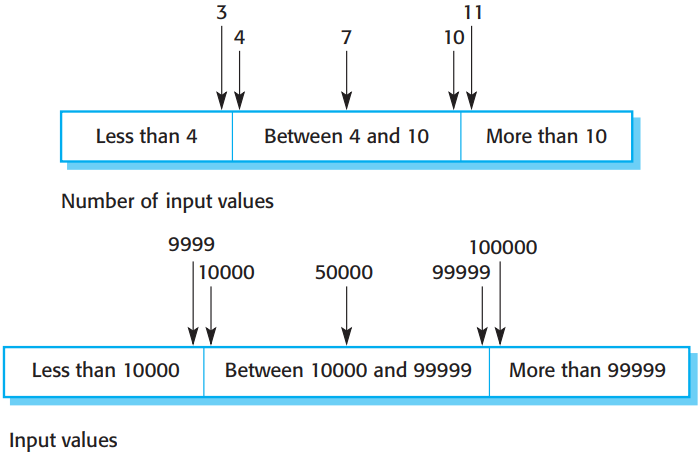 3 11
4 7 10
Less than 4 Between 4 and 10 More than 10
Number of input values
9999 100000
10000 50000 99999
Less than 10000 Between 10000 and 99999 More than 99999
Input values